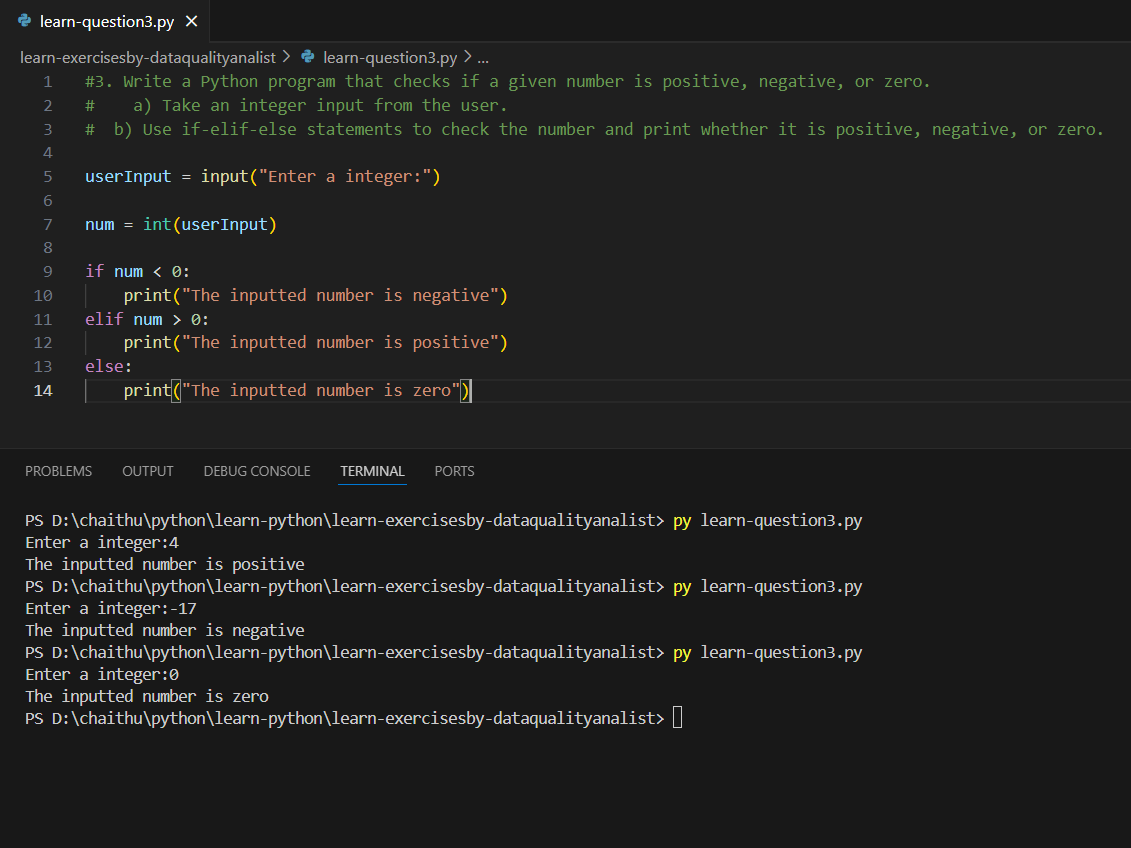 learn-question3.py ✕
learn-exercisesby-dataqualityanalist > learn-question3.py > ...
1 #3. Write a Python program that checks if a given number is positive, negative, or zero.
2 #    a) Take an integer input from the user.
3 #  b) Use if-elif-else statements to check the number and print whether it is positive, negative, or zero.
4
5 userInput = input("Enter a integer:")
6
7 num = int(userInput)
8
9 if num < 0:
10     print("The inputted number is negative")
11 elif num > 0:
12     print("The inputted number is positive")
13 else:
14     print("The inputted number is zero")
PROBLEMS OUTPUT DEBUG CONSOLE TERMINAL PORTS
PS D:\chaithu\python\learn-python\learn-exercisesby-dataqualityanalist> py learn-question3.py
Enter a integer:4
The inputted number is positive
PS D:\chaithu\python\learn-python\learn-exercisesby-dataqualityanalist> py learn-question3.py
Enter a integer:-17
The inputted number is negative
PS D:\chaithu\python\learn-python\learn-exercisesby-dataqualityanalist> py learn-question3.py
Enter a integer:0
The inputted number is zero
PS D:\chaithu\python\learn-python\learn-exercisesby-dataqualityanalist>